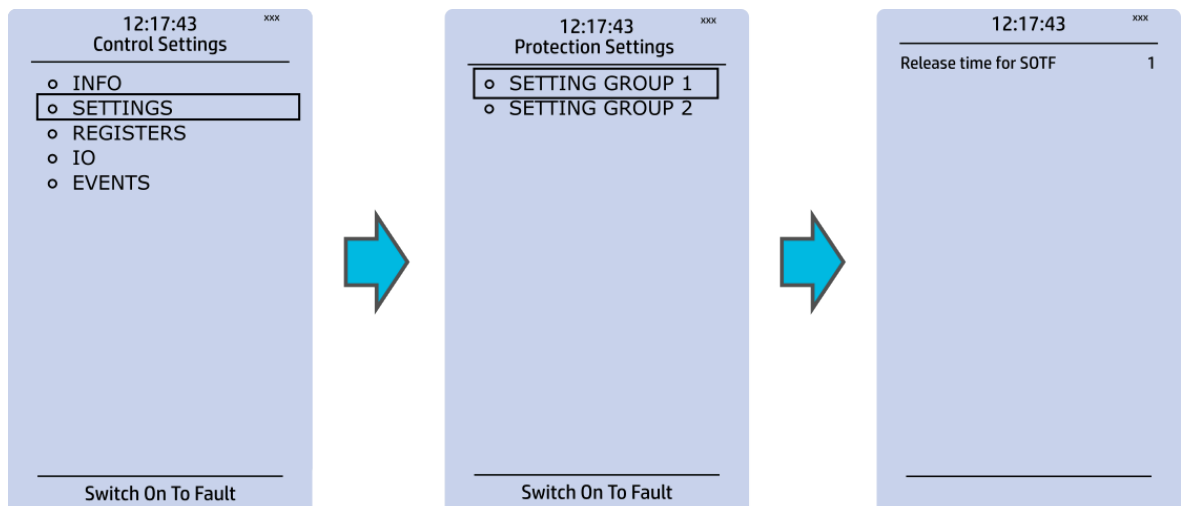 12:17:43 xxx
Control Settings
INFO
SETTINGS
REGISTERS
IO
EVENTS
Switch On To Fault
12:17:43 xxx
Protection Settings
SETTING GROUP 1
SETTING GROUP 2
Switch On To Fault
12:17:43 xxx
Release time for SOTF 1